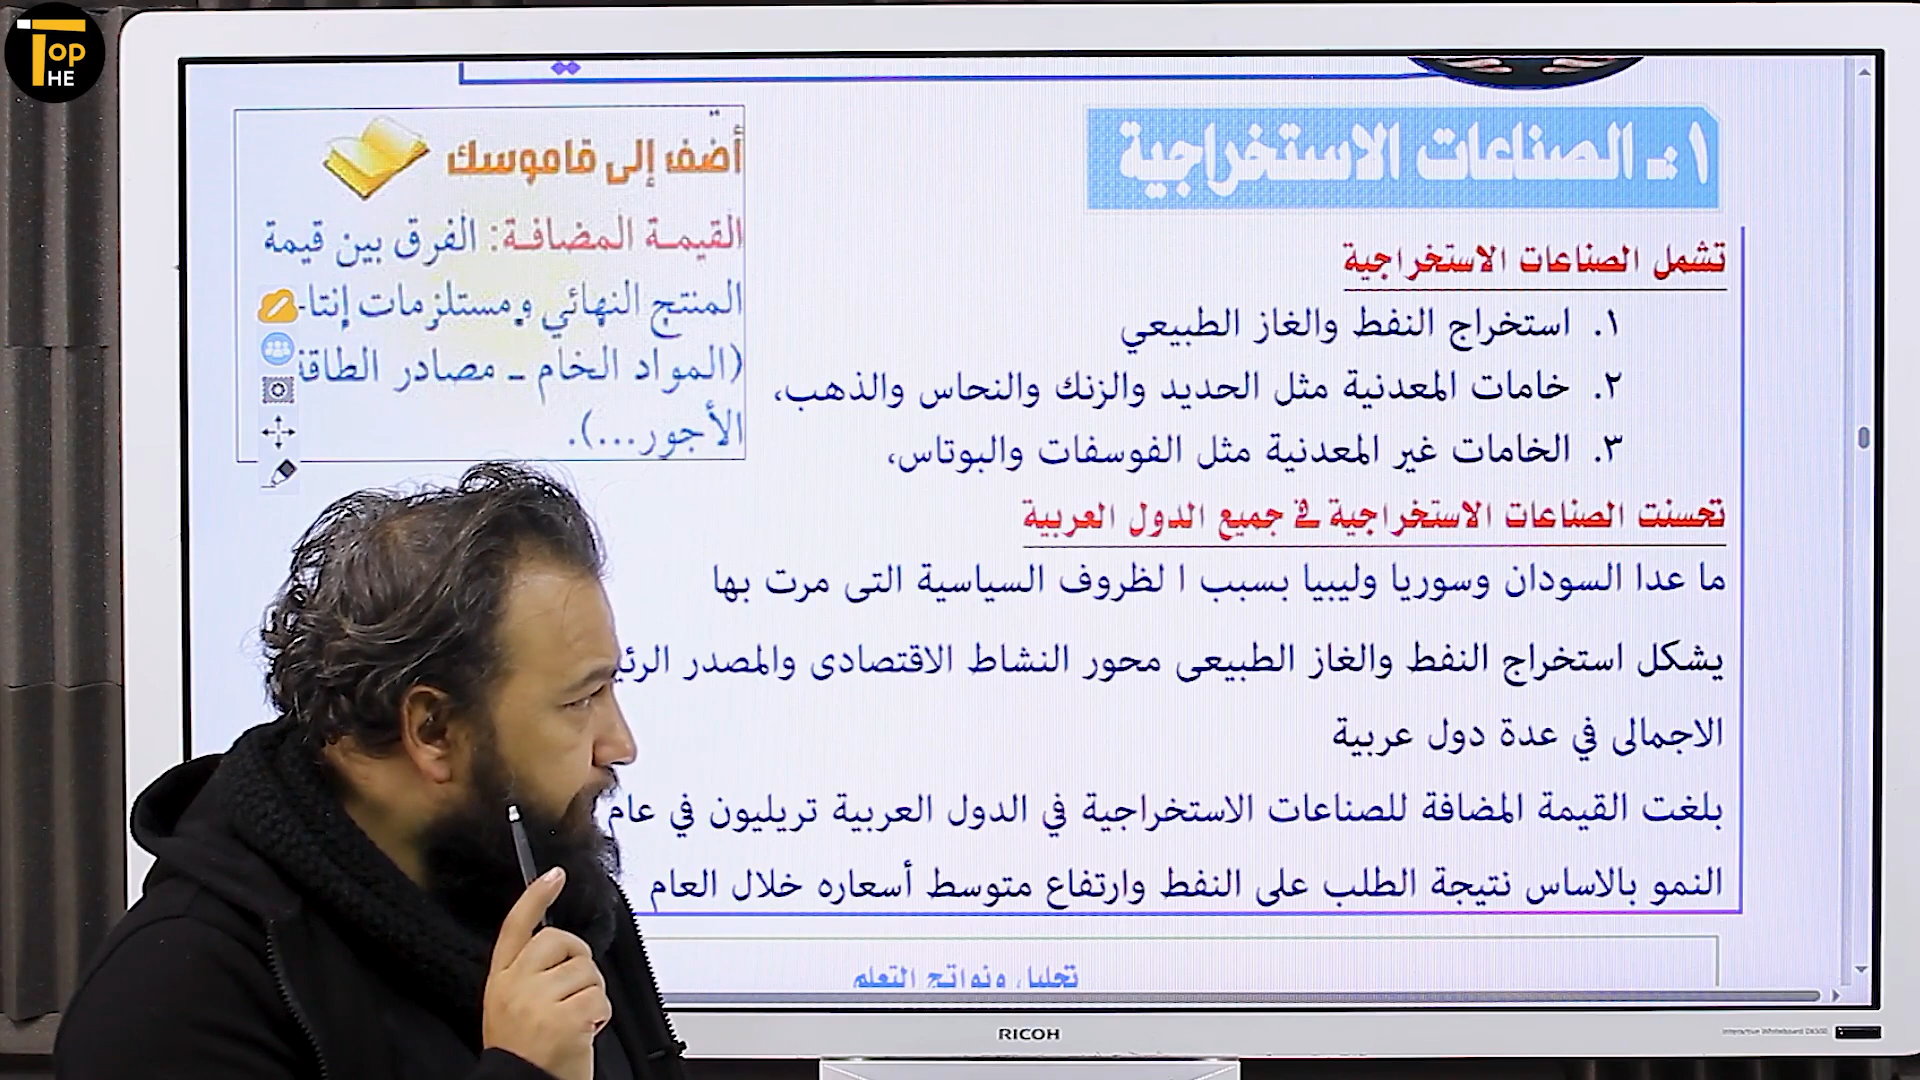 TOP
THE
١ - الصناعات الاستخراجية
تشمل الصناعات الاستخراجية
١. استخراج النفط والغاز الطبيعي
٢. خامات المعدنية مثل الحديد والزنك والنحاس والذهب،
٣. الخامات غير المعدنية مثل الفوسفات والبوتاس،
تحسنت الصناعات الاستخراجية في جميع الدول العربية
ما عدا السودان وسوريا وليبيا بسبب ا لظروف السياسية التى مرت بها
يشكل استخراج النفط والغاز الطبيعى محور النشاط الاقتصادى والمصدر
الاجمالى في عدة دول عربية
بلغت القيمة المضافة للصناعات الاستخراجية في الدول العربية تريليون في عام
النمو بالاساس نتيجة الطلب على النفط وارتفاع متوسط أسعاره خلال العام
أضف إلى قاموسك
القيمة المضافة: الفرق بين قيمة
المنتج النهائي ومستلزمات إنتا
(المواد الخام - مصادر الطاقة
الأجور...).
تحليل ونواتج التعلم
RICOH